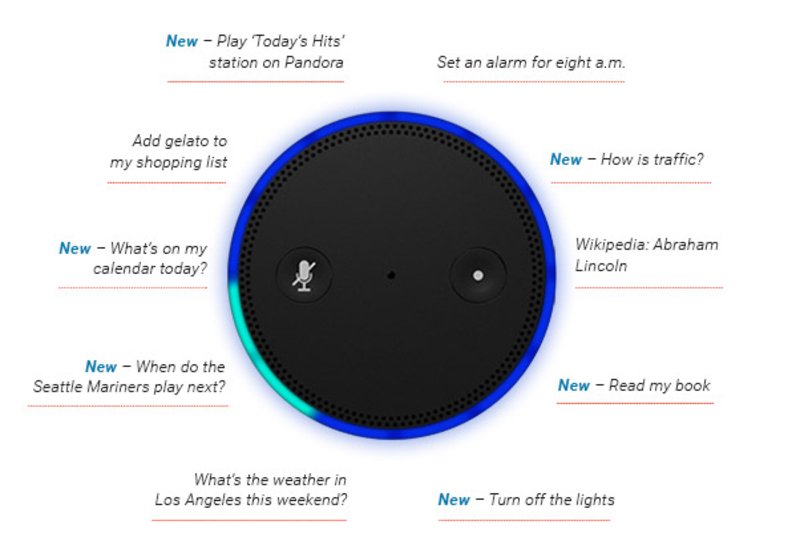 New – Play ‘Today’s Hits’
station on Pandora
Set an alarm for eight a.m.
Add gelato to
my shopping list
New – How is traffic?
New – What’s on my
calendar today?
Wikipedia: Abraham
Lincoln
New – When do the
Seattle Mariners play next?
New – Read my book
What’s the weather in
Los Angeles this weekend?
New – Turn off the lights